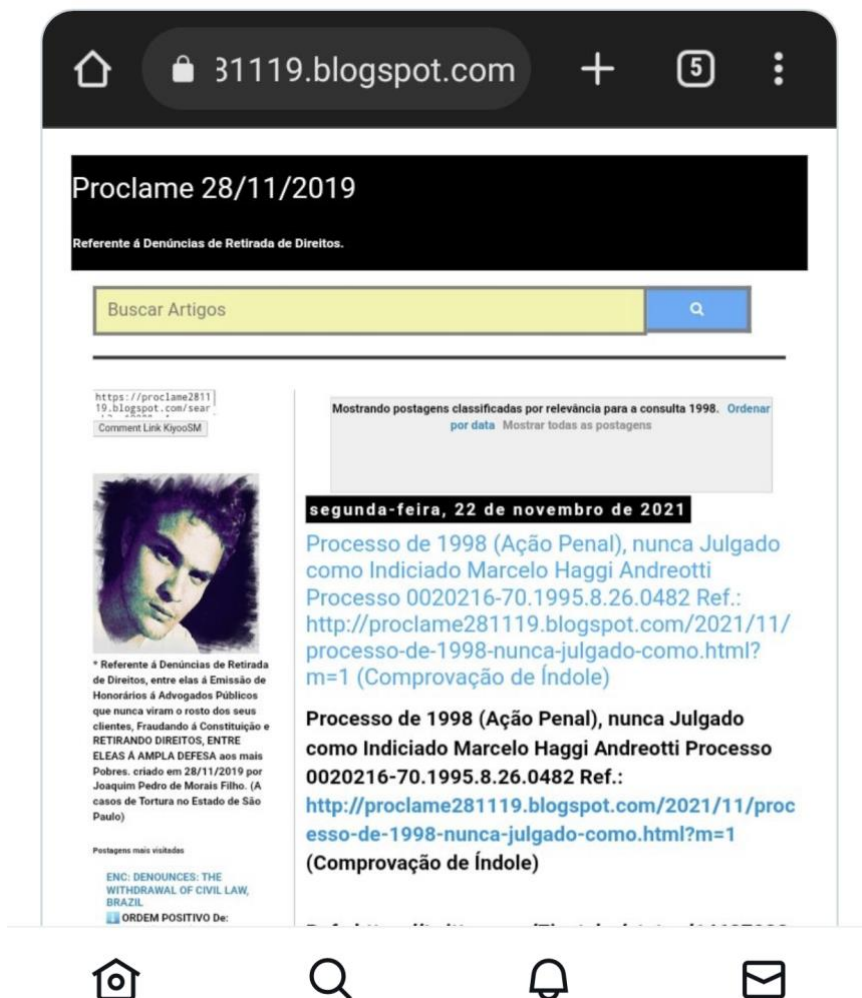 31119.blogspot.com
5
Proclame 28/11/2019
Referente á Denúncias de Retirada de Direitos.
Buscar Artigos
https://proclame2811
19.blogspot.com/sear
Comment Link KiyooSM
* Referente á Denúncias de Retirada
de Direitos, entre elas á Emissão de
Honorários á Advogados Públicos
que nunca viram o rosto dos seus
clientes, Fraudando á Constituição e
RETIRANDO DIREITOS, ENTRE
ELEAS Á AMPLA DEFESA aos mais
Pobres. criado em 28/11/2019 por
Joaquim Pedro de Morais Filho. (A
casos de Tortura no Estado de São
Paulo)
Postagens mais visitadas
ENC: DENOUNCES: THE
WITHDRAWAL OF CIVIL LAW,
BRAZIL
ORDEM POSITIVO De:
Mostrando postagens classificadas por relevância para a consulta 1998. Ordenar
por data Mostrar todas as postagens
segunda-feira, 22 de novembro de 2021
Processo de 1998 (Ação Penal), nunca Julgado
como Indiciado Marcelo Haggi Andreotti
Processo 0020216-70.1995.8.26.0482 Ref.:
http://proclame281119.blogspot.com/2021/11/
processo-de-1998-nunca-julgado-como.html?
m=1 (Comprovação de Índole)
Processo de 1998 (Ação Penal), nunca Julgado
como Indiciado Marcelo Haggi Andreotti Processo
0020216-70.1995.8.26.0482 Ref.:
http://proclame281119.blogspot.com/2021/11/proc
esso-de-1998-nunca-julgado-como.html?m=1
(Comprovação de Índole)